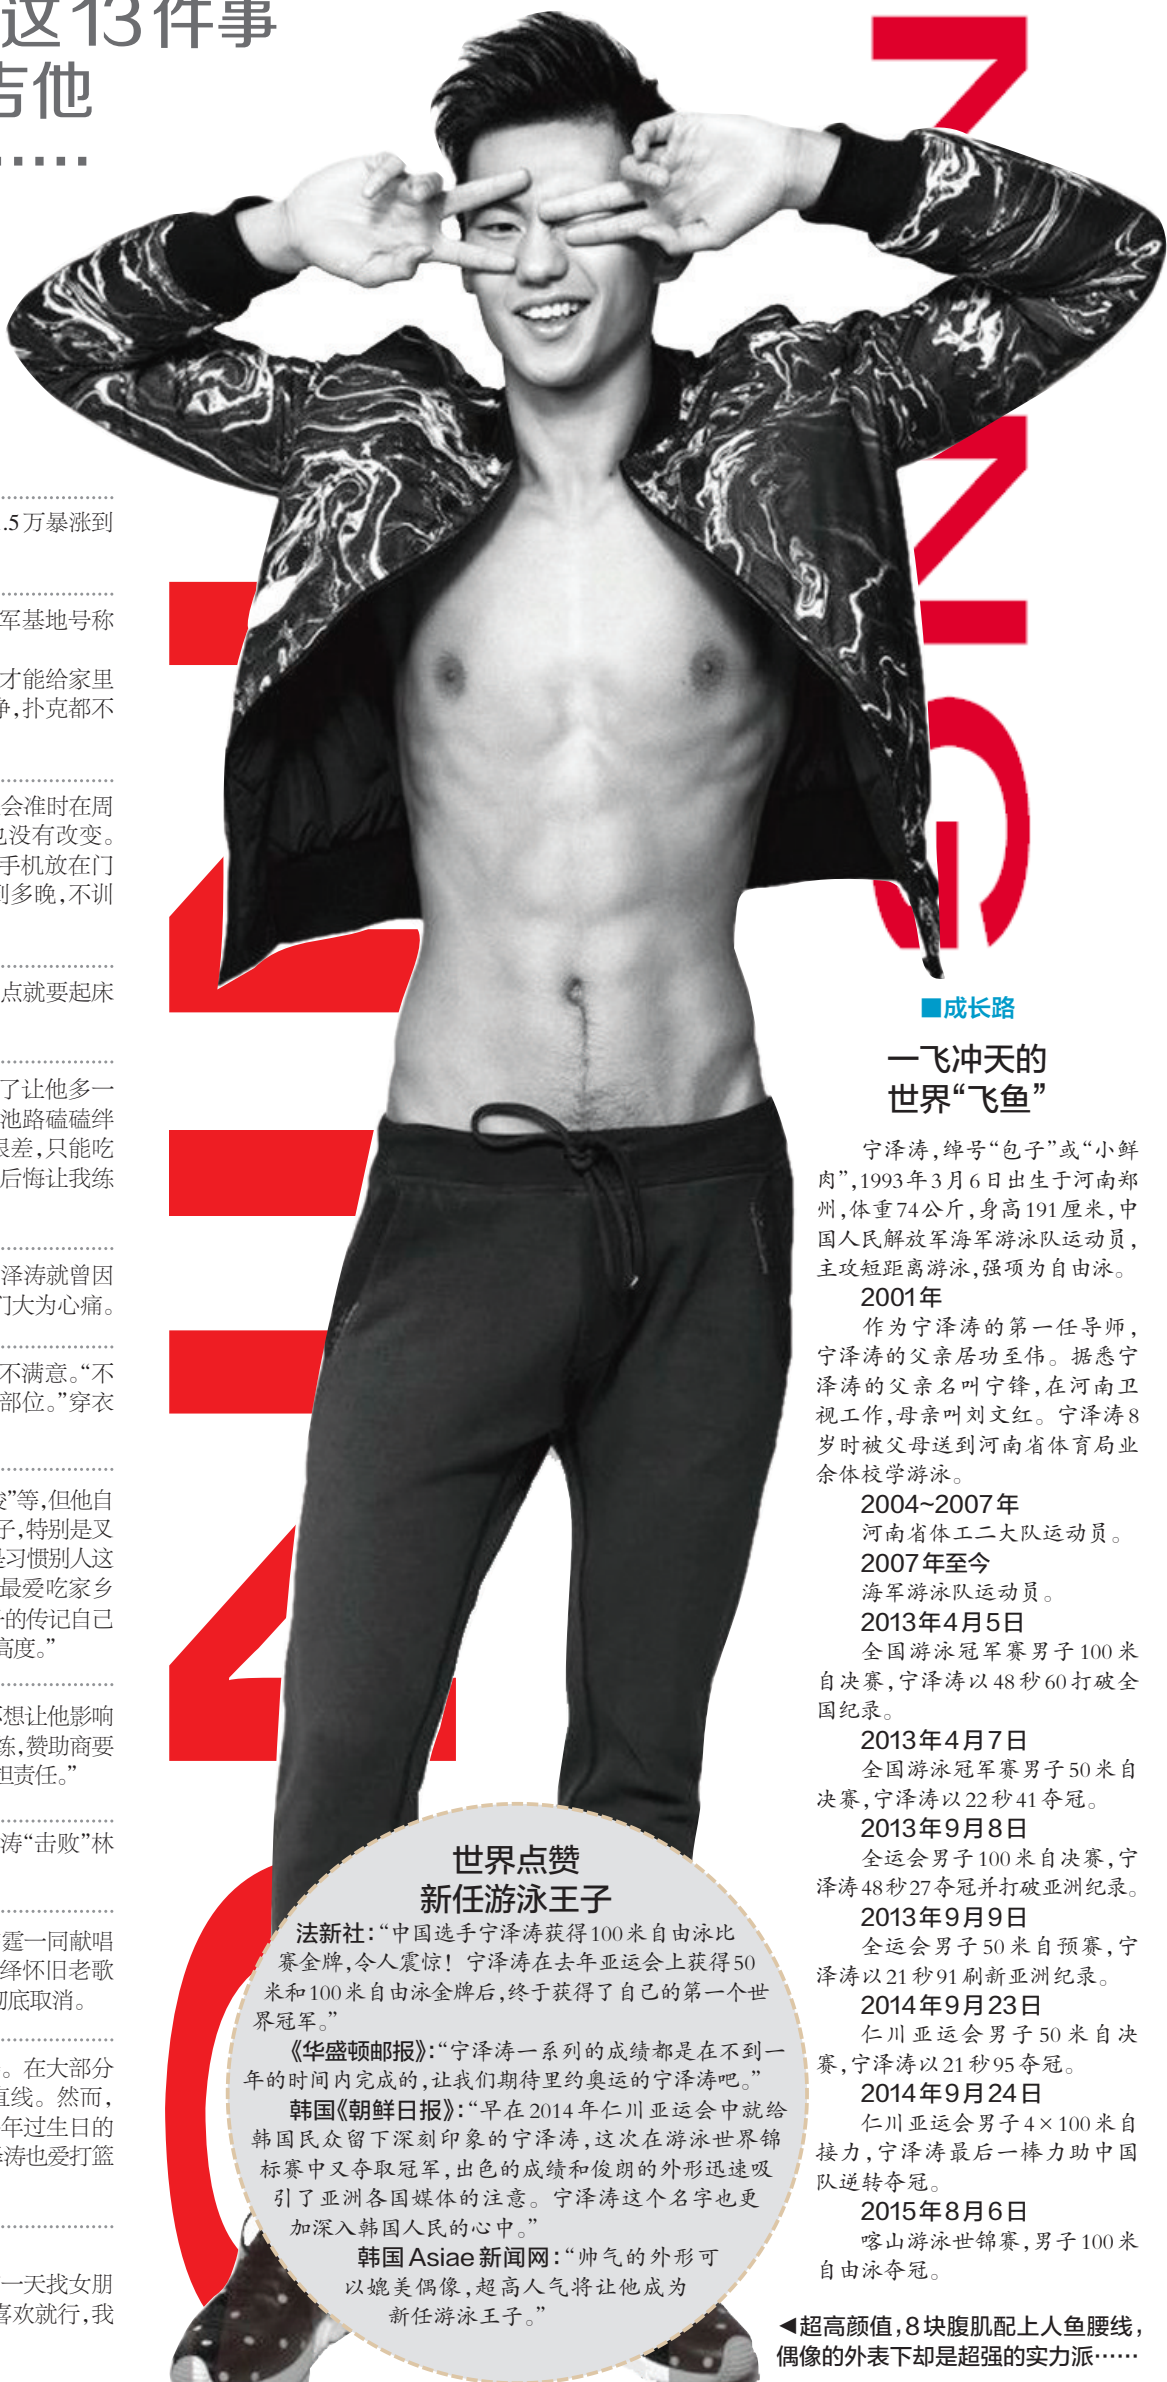 这13件事
吉他
……
.5万暴涨到
军基地号称
才能给家里
净,扑克都不
会准时在周
也没有改变。
手机放在门
到多晚,不训
点就要起床
了让他多一
池路磕磕绊
很差,只能吃
后悔让我练
泽涛就曾因
门大为心痛。
不满意。“不
部位。”穿衣
”等,但他自
子,特别是叉
是习惯别人这
最爱吃家乡
子的传记自己
高度。”
不想让他影响
练,赞助商要
担责任。”
涛“击败”林
霆一同献唱
绎怀旧老歌
彻底取消。
。在大部分
直线。然而,
年过生日的
泽涛也爱打篮
一天找女朋
喜欢就行,我
NING
ZETAO
■成长路
一飞冲天的
世界“飞鱼”
宁泽涛,绰号“包子”或“小鲜
肉”,1993年3月6日出生于河南郑
州,体重74公斤,身高191厘米,中
国人民解放军海军游泳队运动员,
主攻短距离游泳,强项为自由泳。
2001年
作为宁泽涛的第一任导师,
宁泽涛的父亲居功至伟。据悉宁
泽涛的父亲名叫宁锋,在河南卫
视工作,母亲叫刘文红。宁泽涛8
岁时被父母送到河南省体育局业
余体校学游泳。
2004~2007年
河南省体工二大队运动员。
2007年至今
海军游泳队运动员。
2013年4月5日
全国游泳冠军赛男子100米
自决赛,宁泽涛以48秒60打破全
国纪录。
2013年4月7日
全国游泳冠军赛男子50米自
决赛,宁泽涛以22秒41夺冠。
2013年9月8日
全运会男子100米自决赛,宁
泽涛48秒27夺冠并打破亚洲纪录。
2013年9月9日
全运会男子50米自预赛,宁
泽涛以21秒91刷新亚洲纪录。
2014年9月23日
仁川亚运会男子50米自决
赛,宁泽涛以21秒95夺冠。
2014年9月24日
仁川亚运会男子4×100米自
接力,宁泽涛最后一棒力助中国
队逆转夺冠。
2015年8月6日
喀山游泳世锦赛,男子100米
自由泳夺冠。
◀超高颜值,8块腹肌配上人鱼腰线,
偶像的外表下却是超强的实力派……
世界点赞
新任游泳王子
法新社:“中国选手宁泽涛获得100米自由泳比
赛金牌,令人震惊!宁泽涛在去年亚运会上获得50
米和100米自由泳金牌后,终于获得了自己的第一个世
界冠军。”
《华盛顿邮报》:“宁泽涛一系列的成绩都是在不到一
年的时间内完成的,让我们期待里约奥运的宁泽涛吧。”
韩国《朝鲜日报》:“早在2014年仁川亚运会中就给
韩国民众留下深刻印象的宁泽涛,这次在游泳世界锦
标赛中又夺取冠军,出色的成绩和俊朗的外形迅速吸
引了亚洲各国媒体的注意。宁泽涛这个名字也更
加深入韩国人民的心中。”
韩国Asiae新闻网:“帅气的外形可
以媲美偶像,超高人气将让他成为
新任游泳王子。”